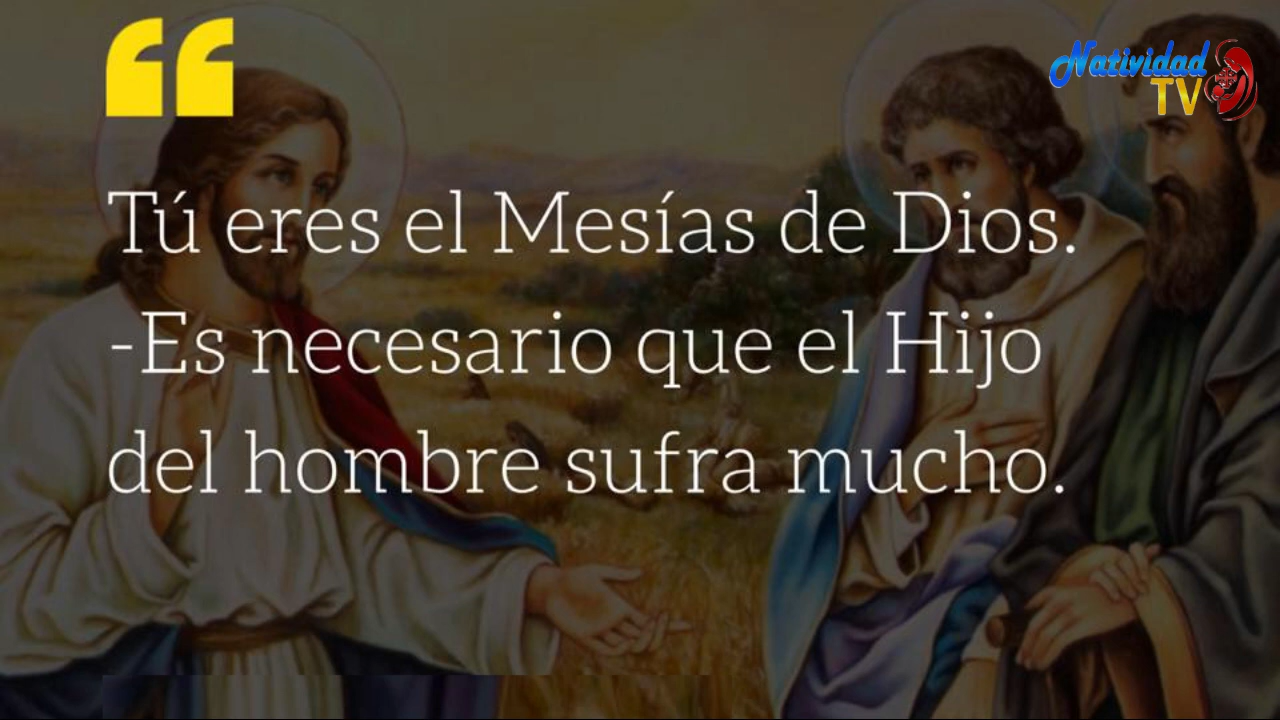 “
Natividad
TV
Tú eres el Mesías de Dios.
-Es necesario que el Hijo
del hombre sufra mucho.